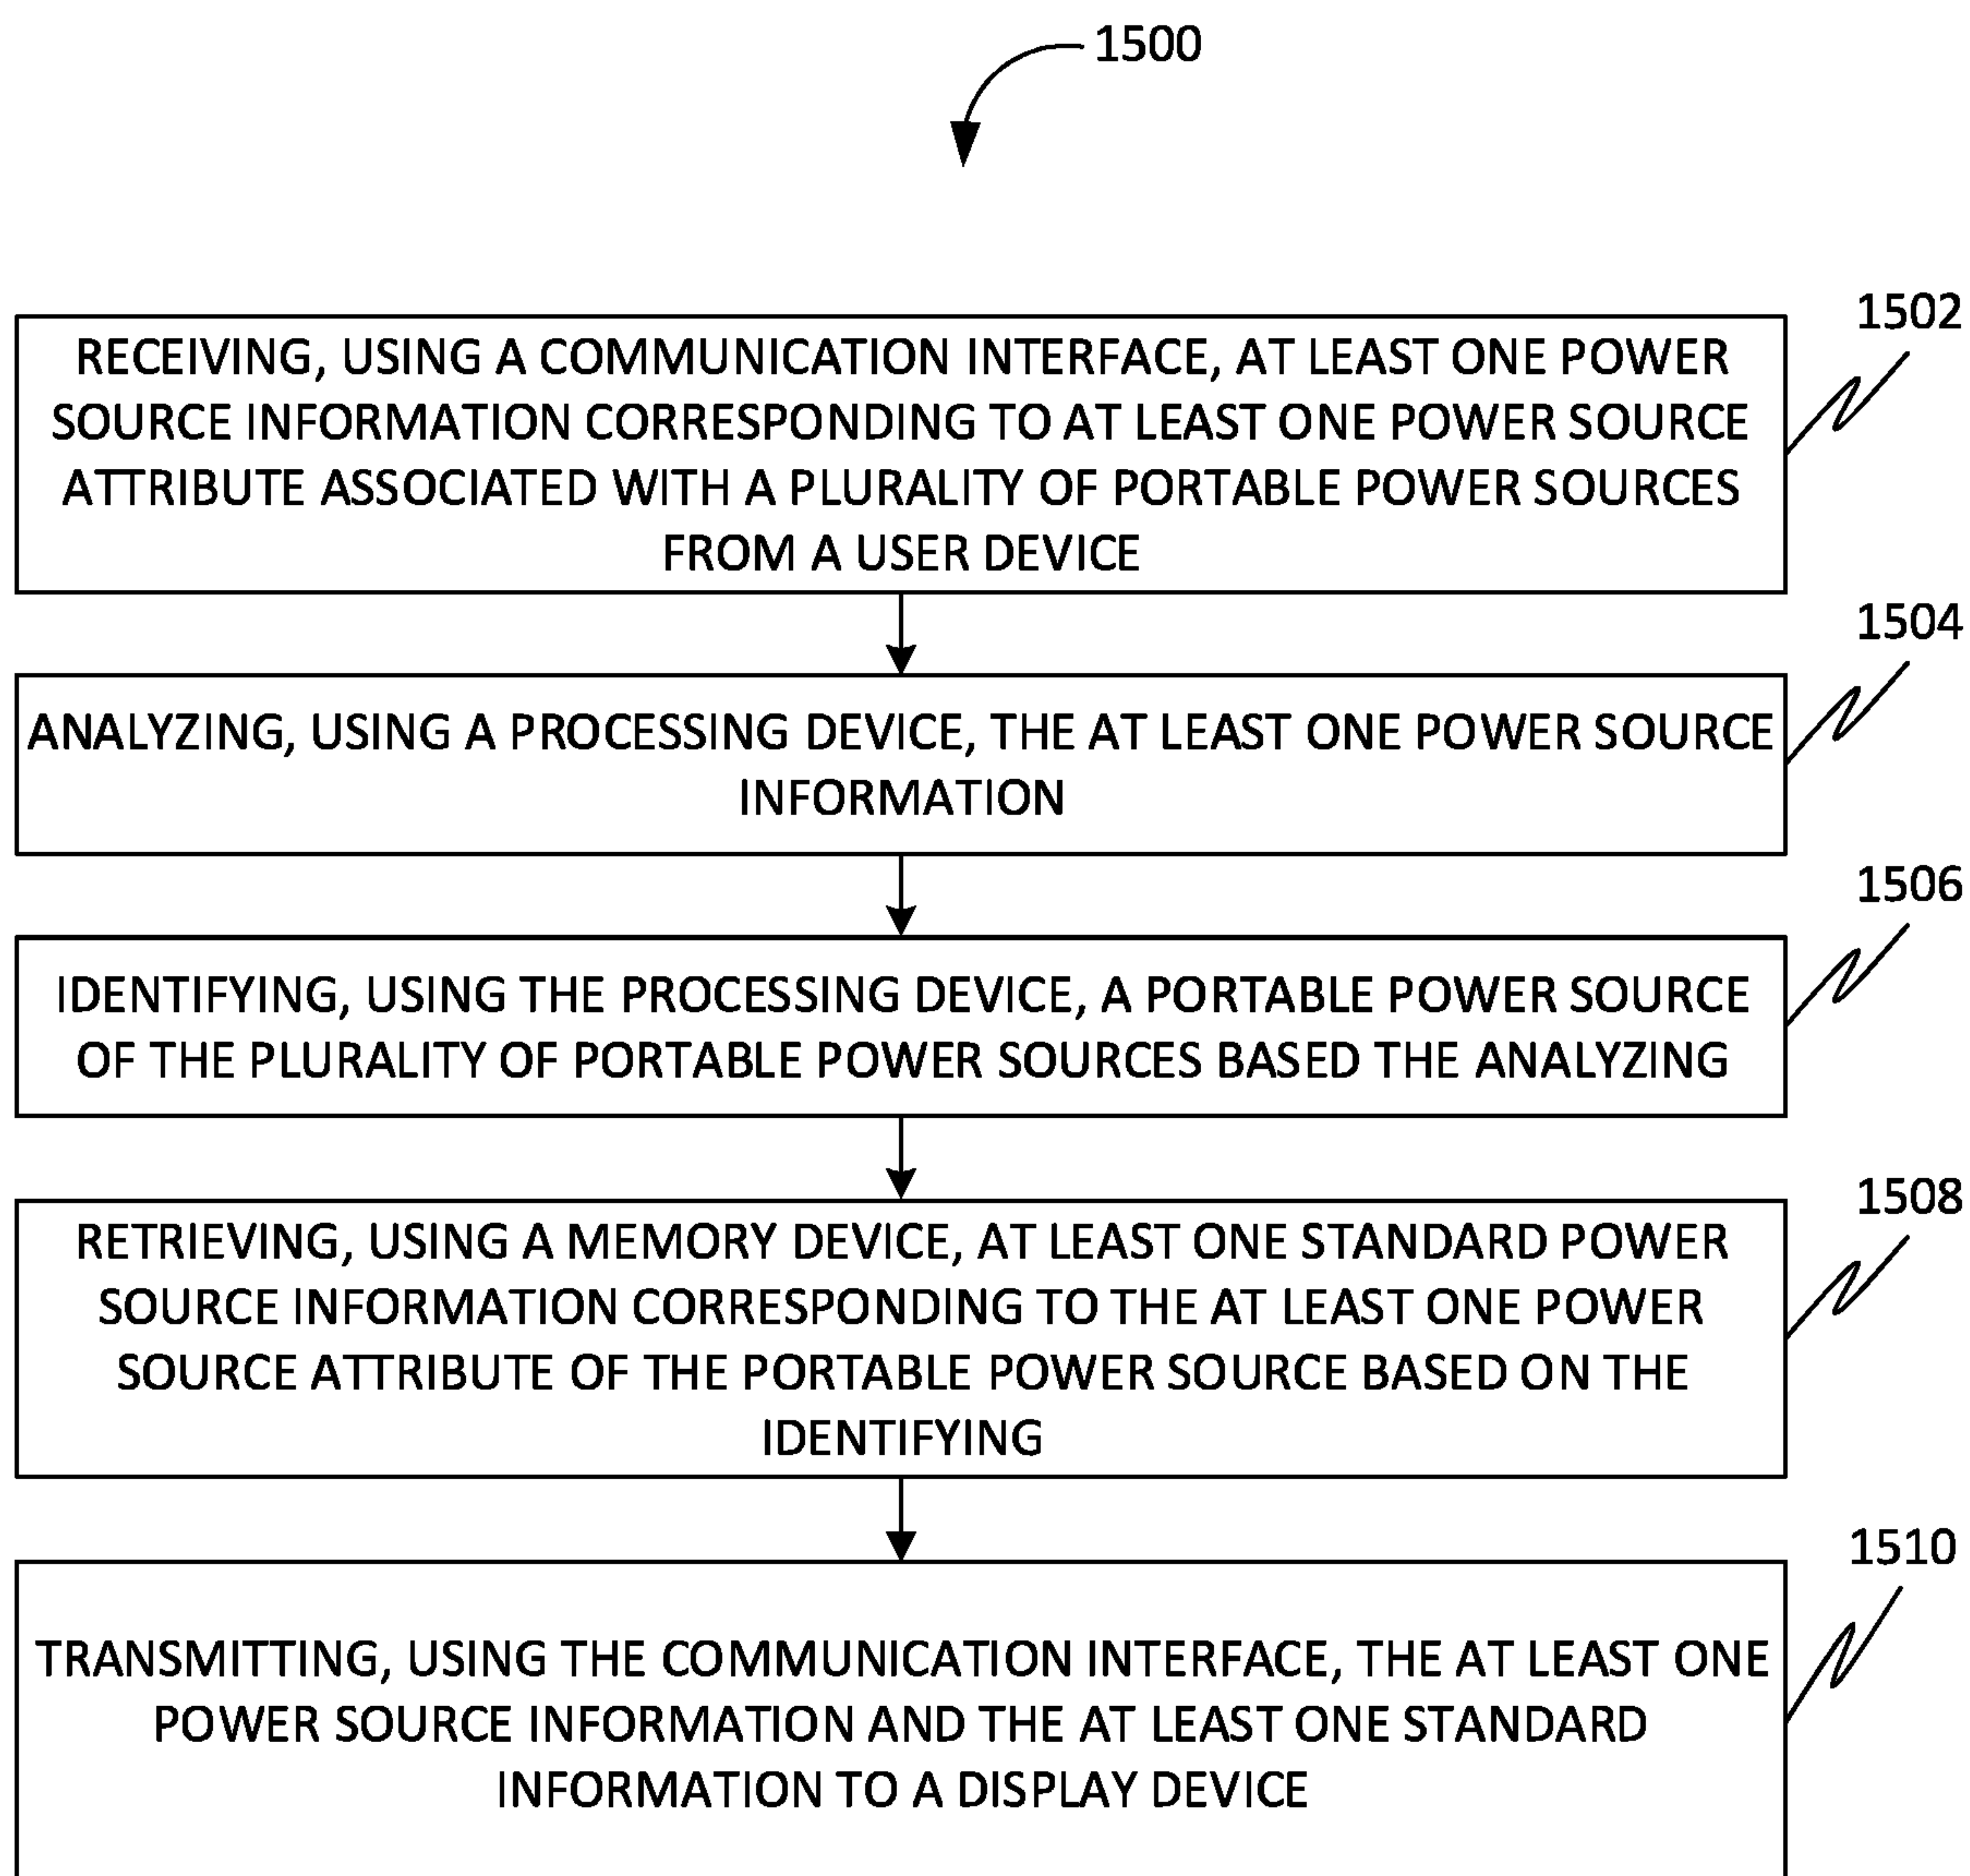 1500
1502
RECEIVING, USING A COMMUNICATION INTERFACE, AT LEAST ONE POWER
SOURCE INFORMATION CORRESPONDING TO AT LEAST ONE POWER SOURCE
ATTRIBUTE ASSOCIATED WITH A PLURALITY OF PORTABLE POWER SOURCES
FROM A USER DEVICE
1504
ANALYZING, USING A PROCESSING DEVICE, THE AT LEAST ONE POWER SOURCE
INFORMATION
1506
IDENTIFYING, USING THE PROCESSING DEVICE, A PORTABLE POWER SOURCE
OF THE PLURALITY OF PORTABLE POWER SOURCES BASED THE ANALYZING
1508
RETRIEVING, USING A MEMORY DEVICE, AT LEAST ONE STANDARD POWER
SOURCE INFORMATION CORRESPONDING TO THE AT LEAST ONE POWER
SOURCE ATTRIBUTE OF THE PORTABLE POWER SOURCE BASED ON THE
IDENTIFYING
1510
TRANSMITTING, USING THE COMMUNICATION INTERFACE, THE AT LEAST ONE
POWER SOURCE INFORMATION AND THE AT LEAST ONE STANDARD
INFORMATION TO A DISPLAY DEVICE